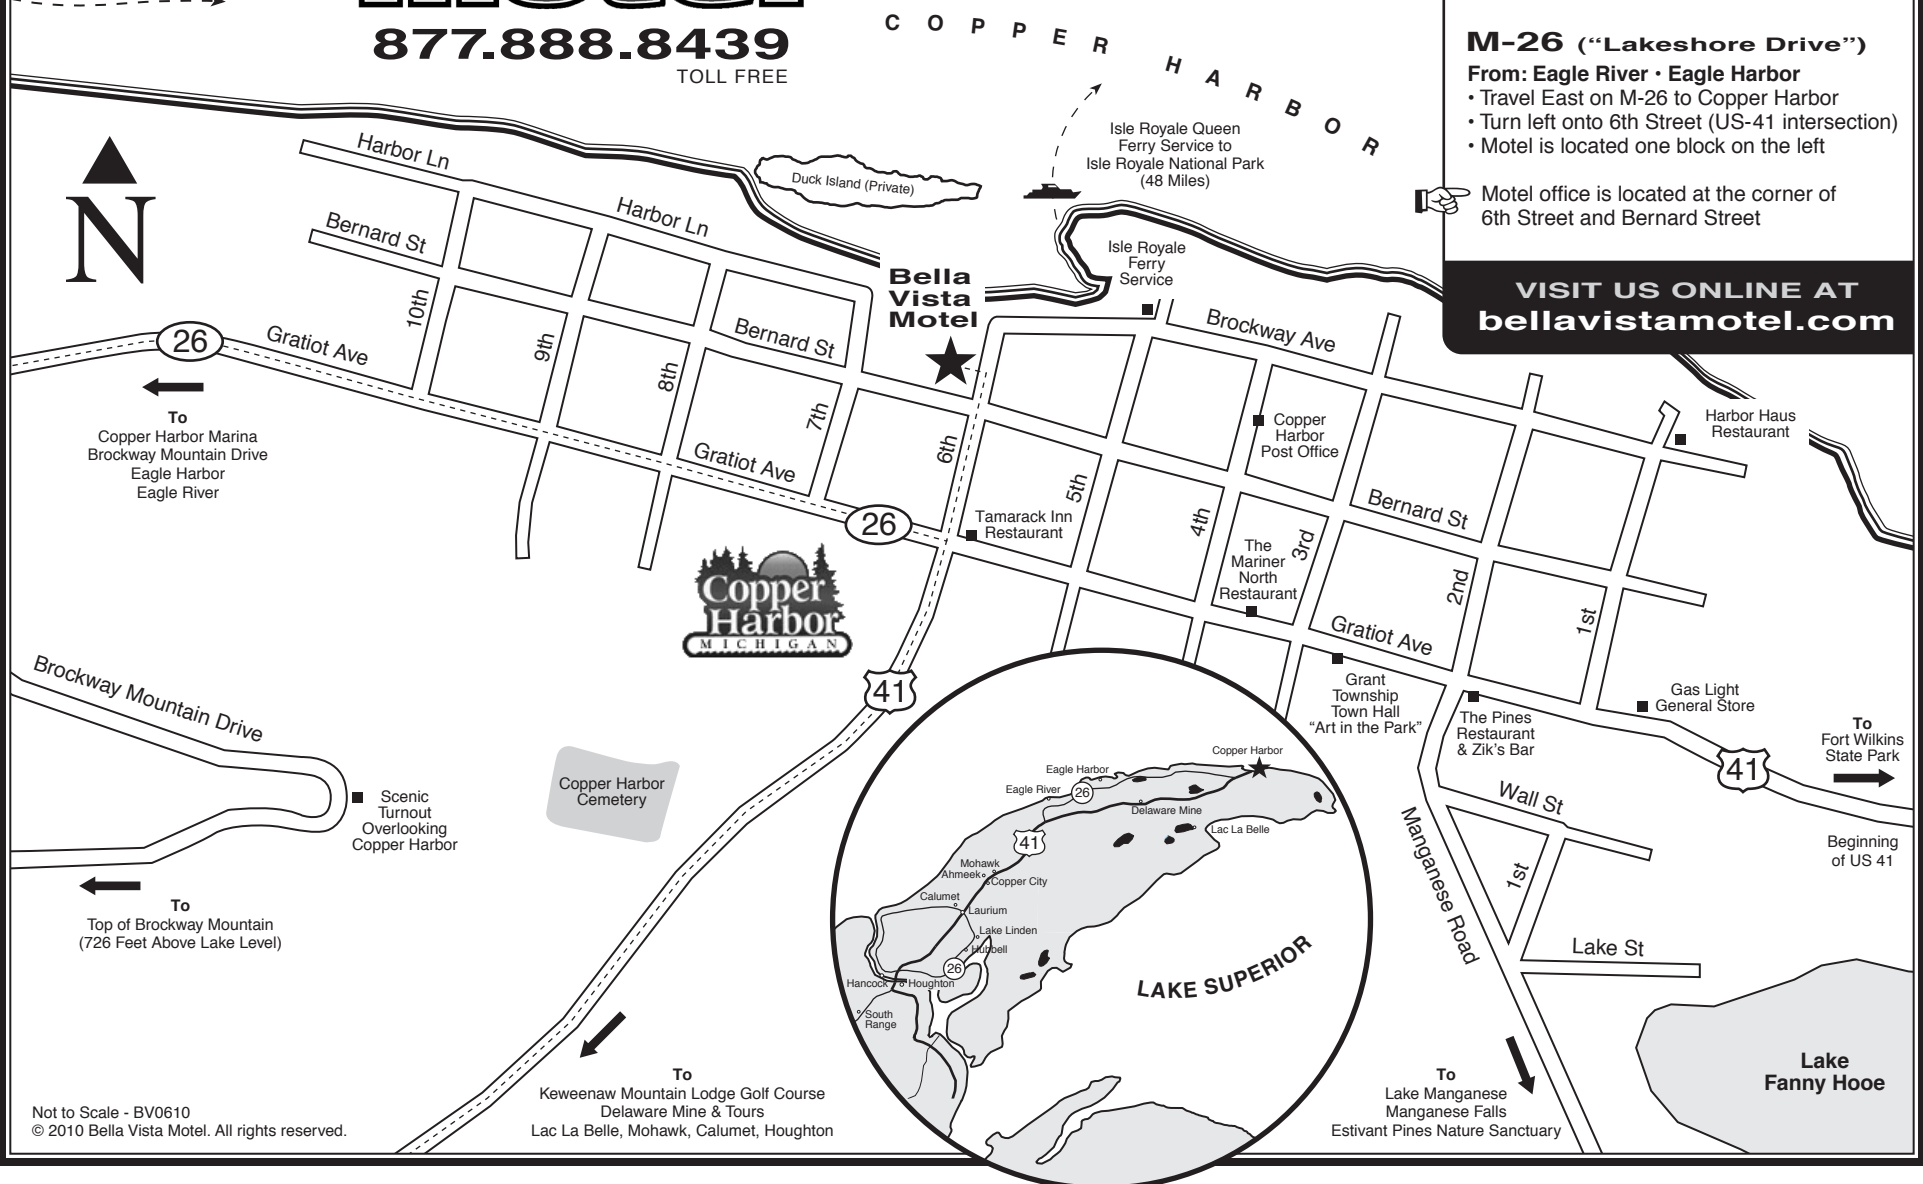 877.888.8439
TOLL FREE
COPPER HARBOR
M-26 (“Lakeshore Drive”)
From: Eagle River • Eagle Harbor
• Travel East on M-26 to Copper Harbor
• Turn left onto 6th Street (US-41 intersection)
• Motel is located one block on the left
Motel office is located at the corner of
6th Street and Bernard Street
VISIT US ONLINE AT
bellavistamotel.com
Isle Royale Queen
Ferry Service to
Isle Royale National Park
(48 Miles)
Duck Island (Private)
N
Harbor Ln
Harbor Ln
Bernard St
Bella
Vista
Motel
Isle Royale
Ferry
Service
Brockway Ave
10th
9th
8th
7th
6th
5th
4th
3rd
2nd
1st
Bernard St
26
Gratiot Ave
To
Copper Harbor Marina
Brockway Mountain Drive
Eagle Harbor
Eagle River
Copper
Harbor
Post Office
Harbor Haus
Restaurant
Gratiot Ave
26
Tamarack Inn
Restaurant
Bernard St
The
Mariner
North
Restaurant
Copper
Harbor
MICHIGAN
Gratiot Ave
41
Grant
Township
Town Hall
“Art in the Park”
The Pines
Restaurant
& Zik’s Bar
Gas Light
General Store
To
Fort Wilkins
State Park
41
Beginning
of US 41
Brockway Mountain Drive
Scenic
Turnout
Overlooking
Copper Harbor
Copper Harbor
Cemetery
To
Top of Brockway Mountain
(726 Feet Above Lake Level)
Wall St
Manganese Road
1st
Lake St
Copper Harbor
Eagle Harbor
Eagle River
26
Delaware Mine
Lac La Belle
41
Mohawk
Ahmeek
Copper City
Calumet
Laurium
Lake Linden
Hubbell
26
Hancock
Houghton
South
Range
LAKE SUPERIOR
To
Keweenaw Mountain Lodge Golf Course
Delaware Mine & Tours
Lac La Belle, Mohawk, Calumet, Houghton
To
Lake Manganese
Manganese Falls
Estivant Pines Nature Sanctuary
Lake
Fanny Hooe
Not to Scale - BV0610
© 2010 Bella Vista Motel. All rights reserved.